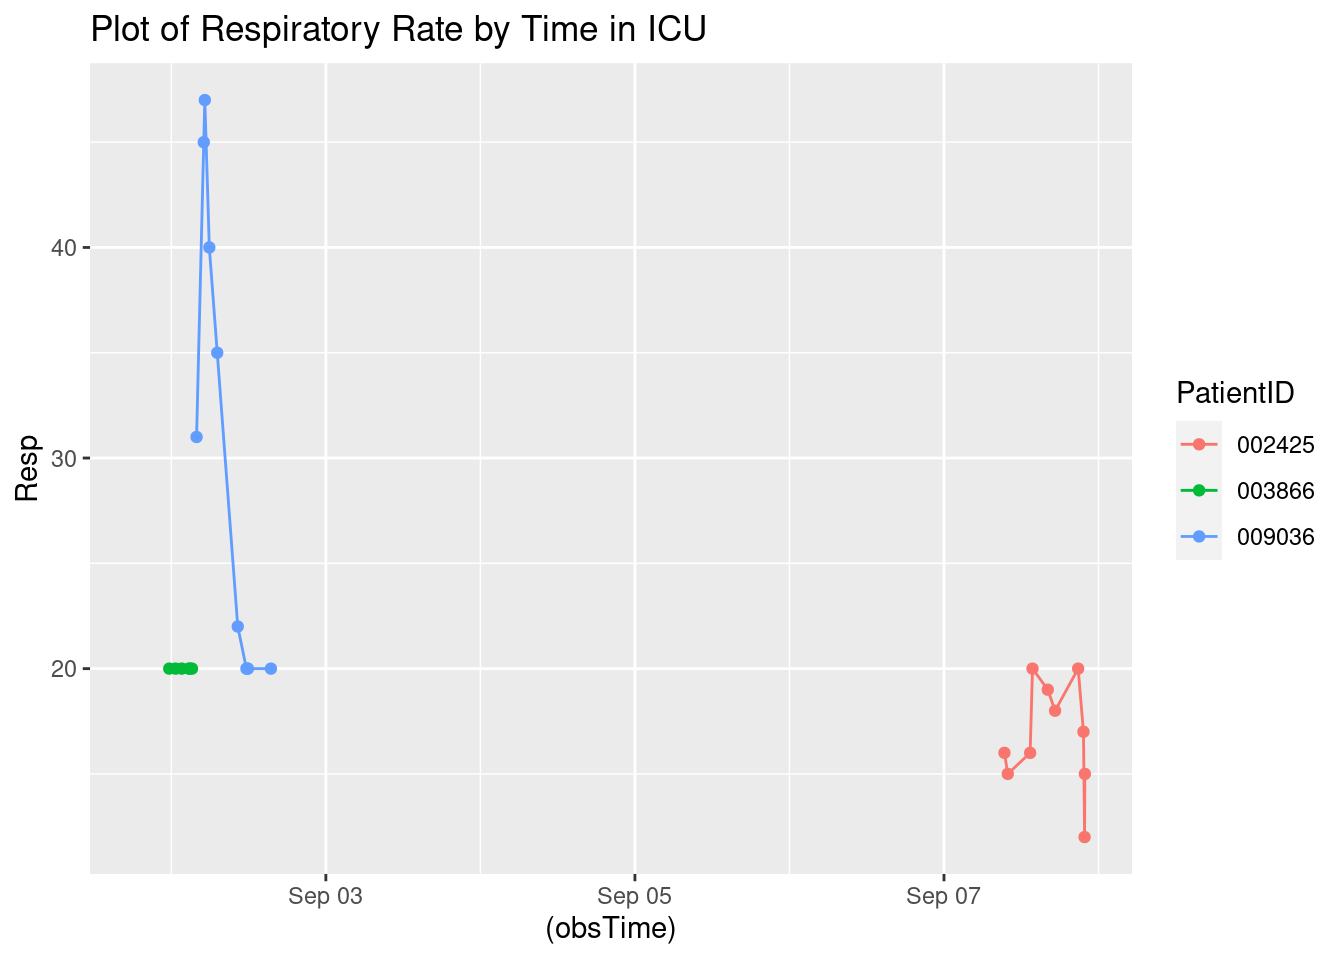 Plot of Respiratory Rate by Time in ICU
40
30
20
Resp
Sep 03
Sep 05
Sep 07
(obsTime)
PatientID
002425
003866
009036